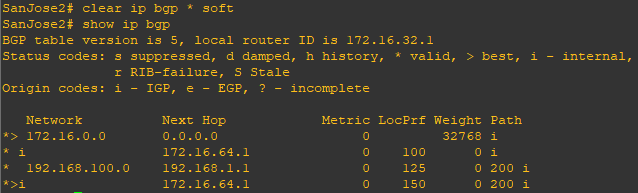 SanJose2# clear ip bgp * soft
SanJose2# show ip bgp
BGP table version is 5, local router ID is 172.16.32.1
Status codes: s suppressed, d damped, h history, * valid, > best, i - internal,
              r RIB-failure, S Stale
Origin codes: i - IGP, e - EGP, ? - incomplete
   Network          Next Hop            Metric LocPrf Weight Path
*> 172.16.0.0       0.0.0.0                  0         32768 i
* i                 172.16.64.1              0    100      0 i
*  192.168.100.0    192.168.1.1              0    125      0 200 i
*>i                 172.16.64.1              0    150      0 200 i